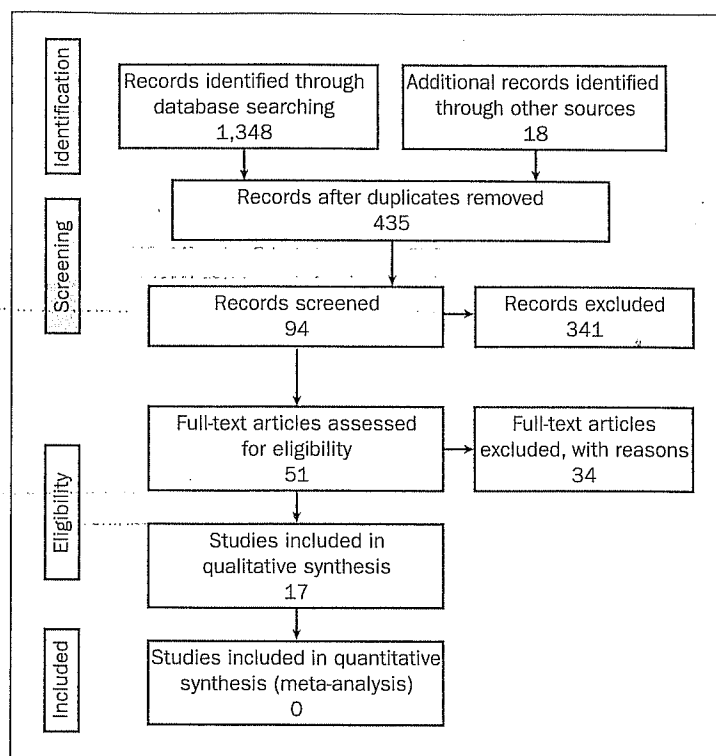 Identification
Records identified through
database searching
1,348
Additional records identified
through other sources
18
Records after duplicates removed
435
Screening
Records screened
94
Records excluded
341
Eligibility
Full-text articles assessed
for eligibility
51
Full-text articles
excluded, with reasons
34
Studies included in
qualitative synthesis
17
Included
Studies included in quantitative
synthesis (meta-analysis)
0